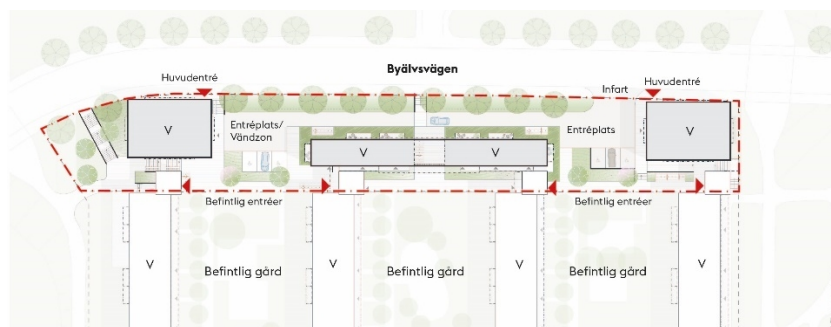 Byälvsvägen
Huvudentré
Infart
Huvudentré
V
Entréplats/
Vändzon
V
V
Entréplats
V
Befintlig entréer
Befintlig entréer
V
Befintlig gård
V
Befintlig gård
V
Befintlig gård
V